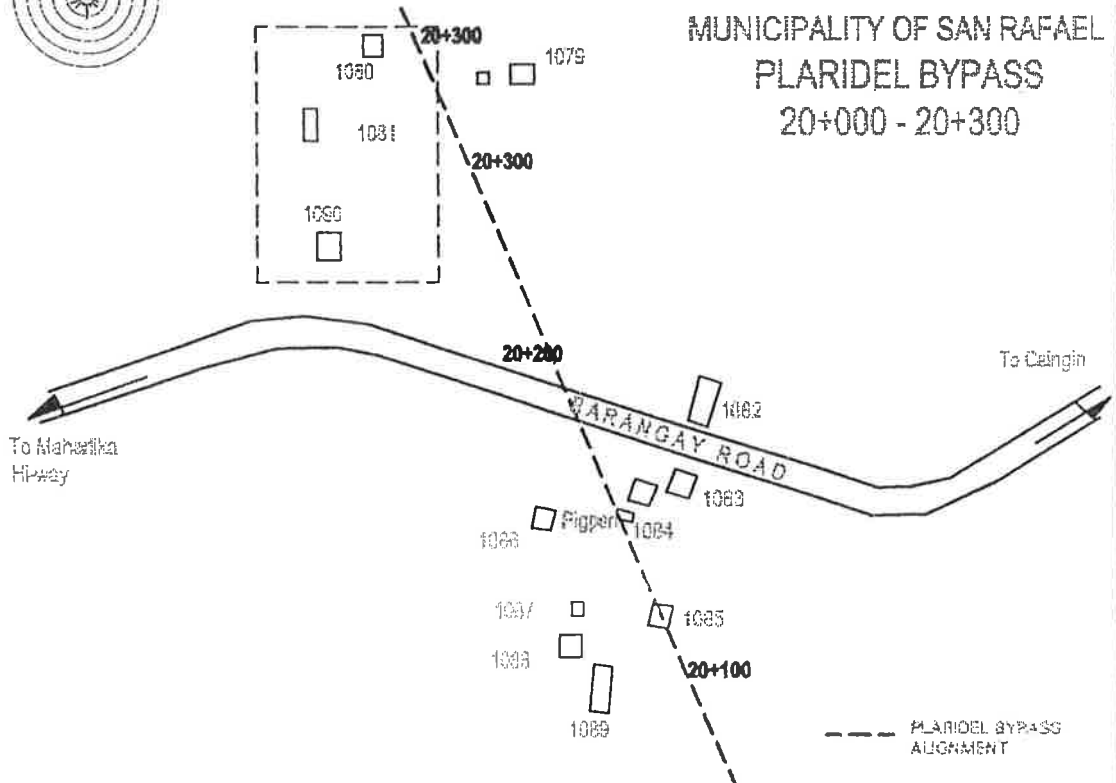 MUNICIPALITY OF SAN RAFAEL
PLARIDEL BYPASS
20+000 - 20+300
20+300
1080
1079
1081
20+300
1090
20+200
To Caingin
1082
BARANGAY ROAD
To Maharlika
Hi-way
1083
Pigpen
1084
1086
1087
1085
1088
20+100
1089
PLARIDEL BYPASS
ALIGNMENT